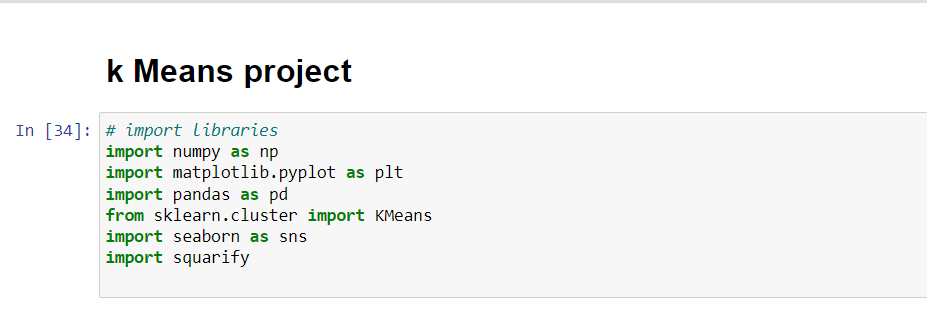 k Means project
In [34]: # import libraries
import numpy as np
import matplotlib.pyplot as plt
import pandas as pd
from sklearn.cluster import KMeans
import seaborn as sns
import squarify